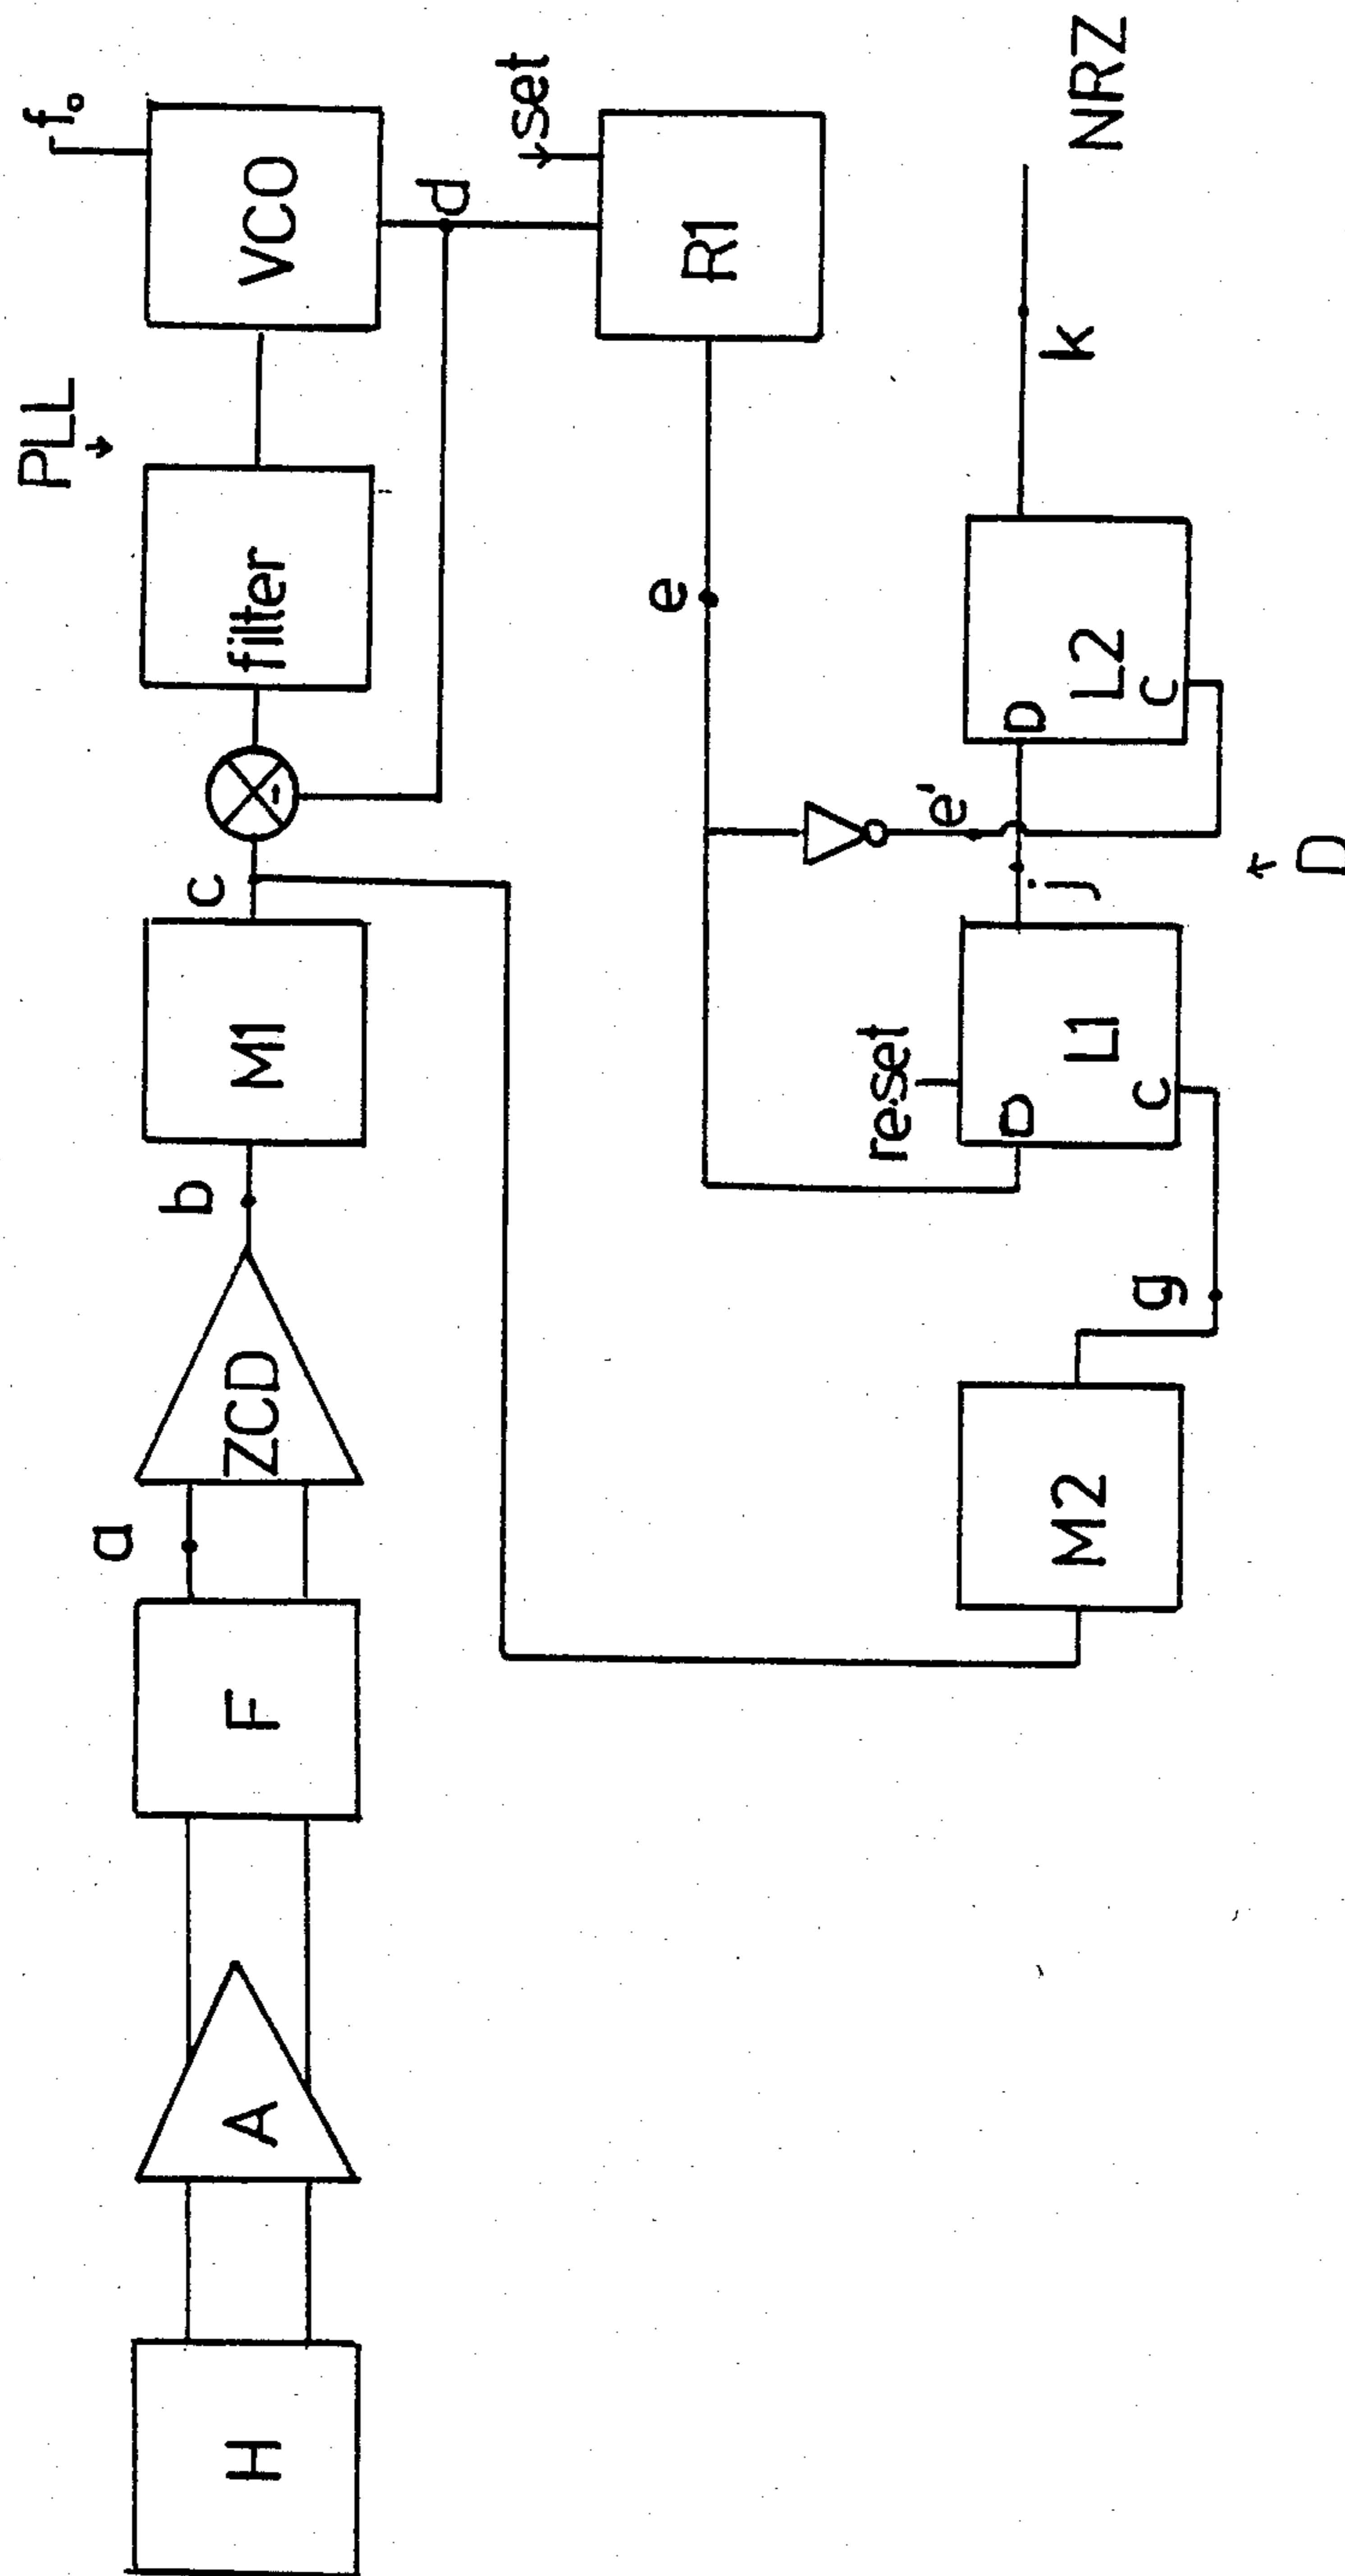 PLL
H
A
F
a
ZCD
b
M1
c
-
filter
VCO
f₀
d
set
R1
e
e'
M2
g
reset
D
C
L1
j
D
C
L2
k
NRZ
D